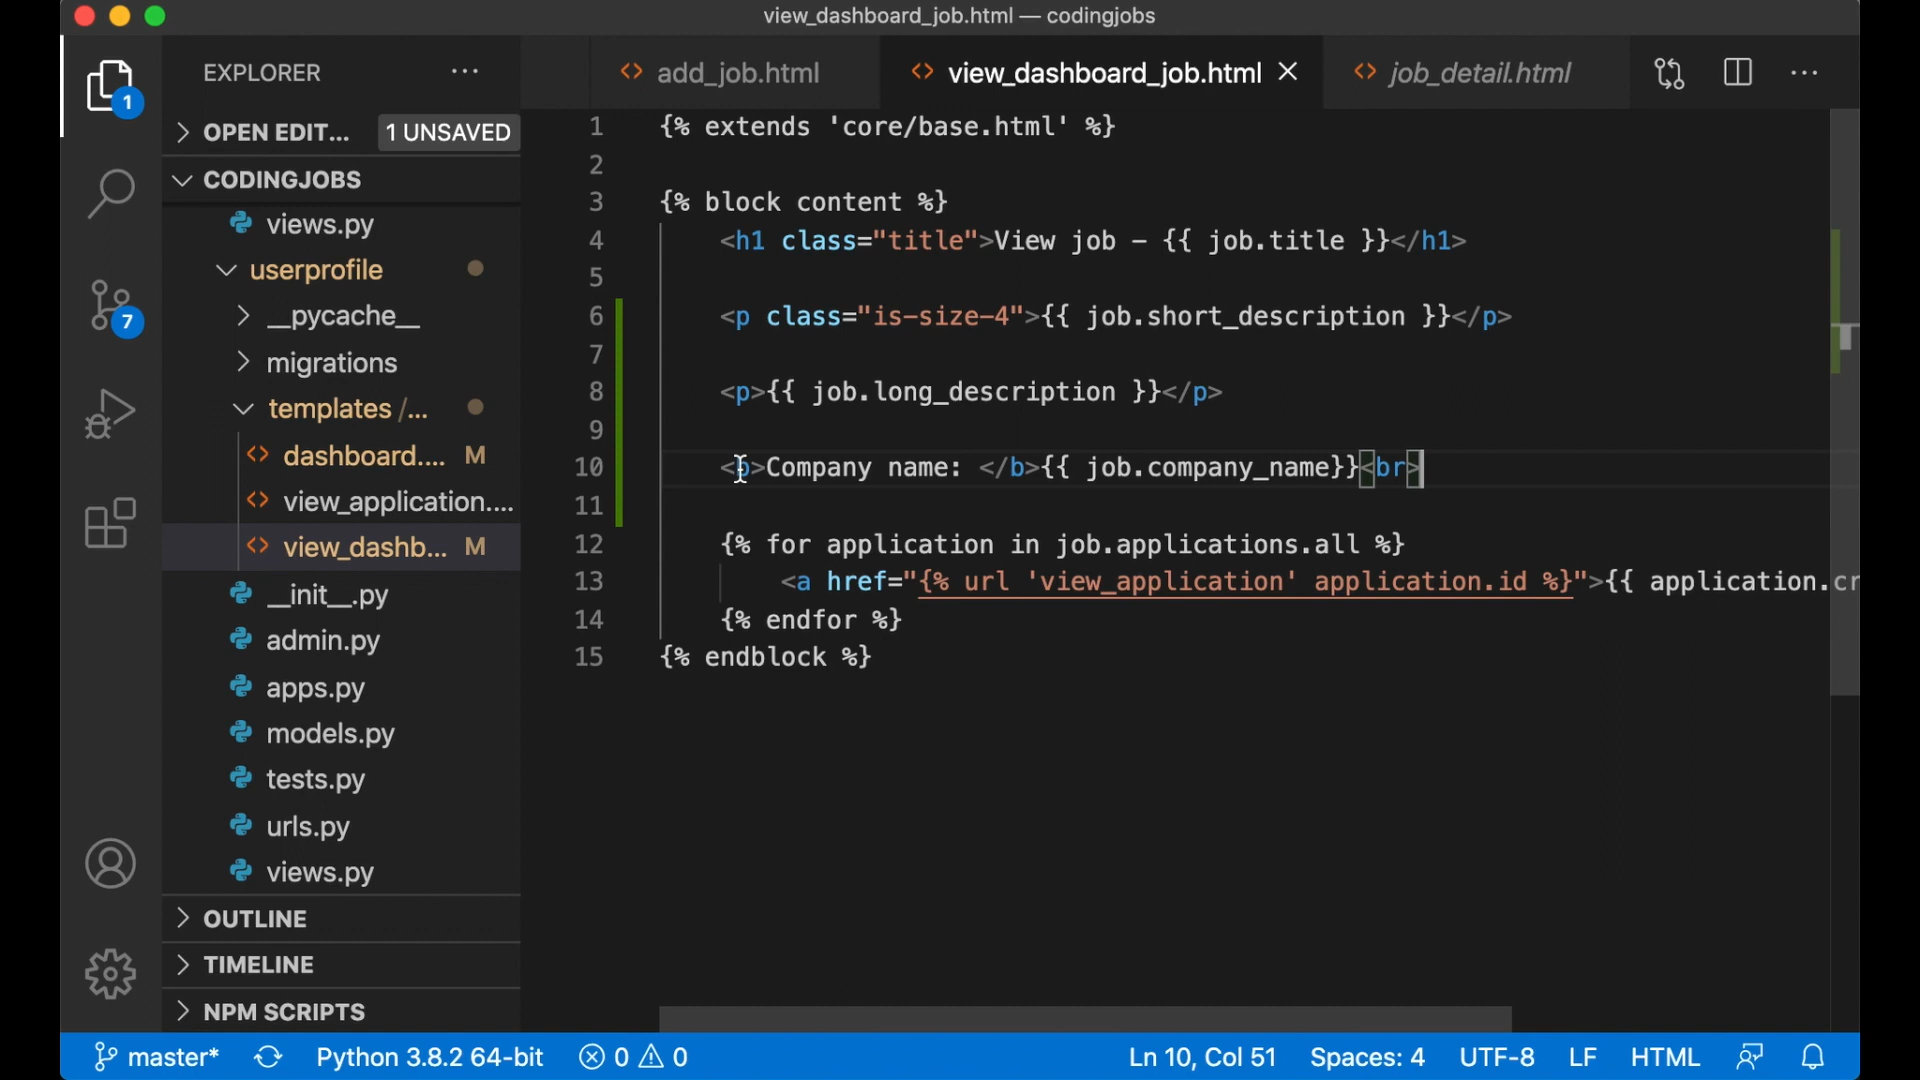 view_dashboard_job.html — codingjobs
EXPLORER
add_job.html
view_dashboard_job.html
job_detail.html
1
OPEN EDIT...
1 UNSAVED
CODINGJOBS
views.py
userprofile
__pycache__
migrations
templates /...
dashboard.... M
view_application....
view_dashb... M
__init__.py
admin.py
apps.py
models.py
tests.py
urls.py
views.py
OUTLINE
TIMELINE
NPM SCRIPTS
7
1 {% extends 'core/base.html' %}
2
3 {% block content %}
4 <h1 class="title">View job - {{ job.title }}</h1>
5
6 <p class="is-size-4">{{ job.short_description }}</p>
7
8 <p>{{ job.long_description }}</p>
9
10 <b>Company name: </b>{{ job.company_name}}<br>
11
12 {% for application in job.applications.all %}
13 <a href="{% url 'view_application' application.id %}">{{ application.cr
14 {% endfor %}
15 {% endblock %}
master* Python 3.8.2 64-bit 0 0 Ln 10, Col 51 Spaces: 4 UTF-8 LF HTML